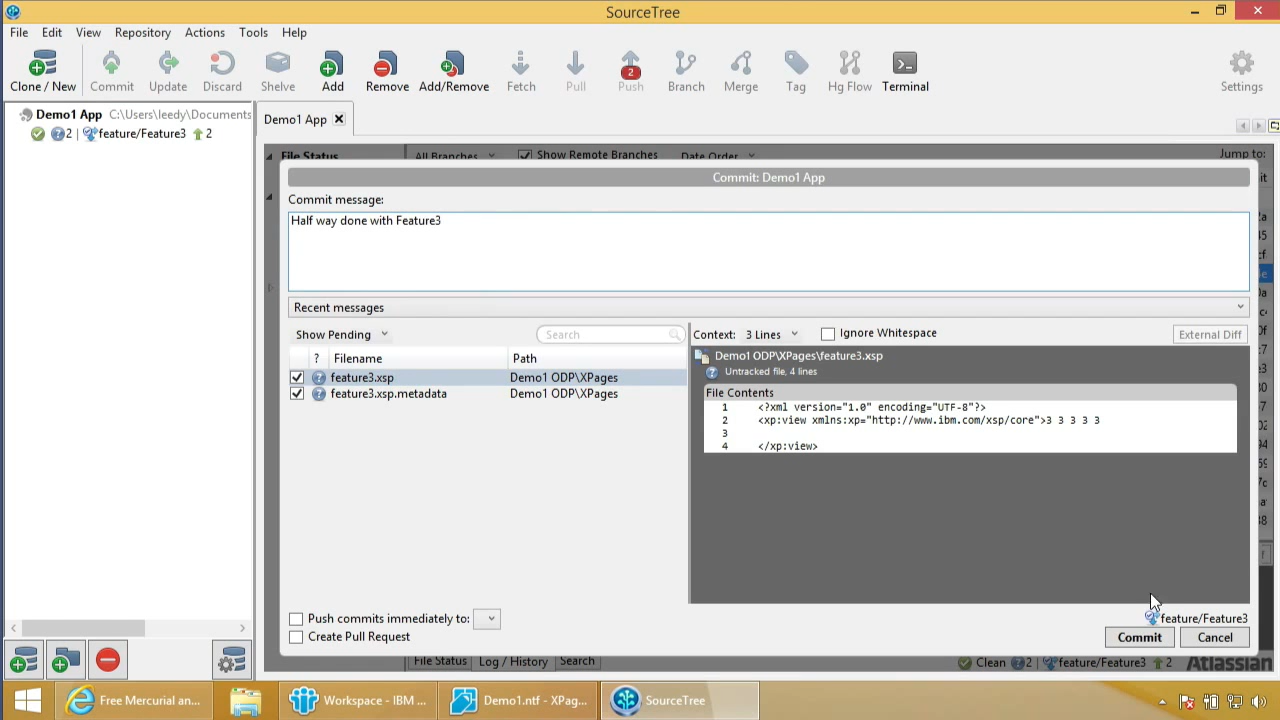 SourceTree
File Edit View Repository Actions Tools Help
Clone / New Commit Update Discard Shelve Add Remove Add/Remove Fetch Pull 2 Push Branch Merge Tag Hg Flow Terminal Settings
Demo1 App C:\Users\leedy\Documents
2 | feature/Feature3 2
Demo1 App
File Status All Branches Show Remote Branches Date Order Jump to:
Commit: Demo1 App
Commit message:
Half way done with Feature3
Recent messages
Show Pending Search
? Filename Path
feature3.xsp Demo1 ODP\XPages
feature3.xsp.metadata Demo1 ODP\XPages
Context: 3 Lines Ignore Whitespace External Diff
Demo1 ODP\XPages\feature3.xsp
Untracked file, 4 lines
File Contents
1 <?xml version="1.0" encoding="UTF-8"?>
2 <xp:view xmlns:xp="http://www.ibm.com/xsp/core">3 3 3 3 3
3
4 </xp:view>
Push commits immediately to:
Create Pull Request
feature/Feature3
Commit Cancel
File Status Log / History Search Clean 2 feature/Feature3 2 Atlassian
Free Mercurial an... Workspace - IBM ... Demo1.ntf - XPag... SourceTree